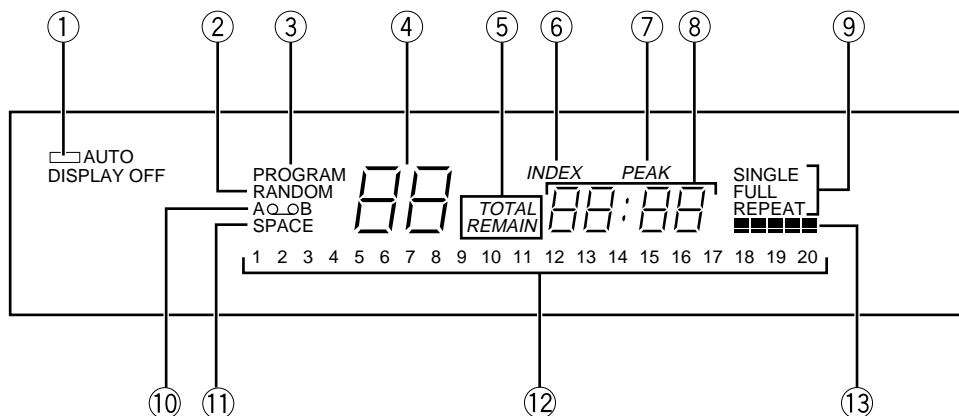 ① ② ③ ④ ⑤ ⑥ ⑦ ⑧ ⑨
AUTO
DISPLAY OFF
PROGRAM
RANDOM
A B
SPACE
88
TOTAL
REMAIN
INDEX PEAK
88:88
SINGLE
FULL
REPEAT
1 2 3 4 5 6 7 8 9 10 11 12 13 14 15 16 17 18 19 20
⑩ ⑪ ⑫ ⑬